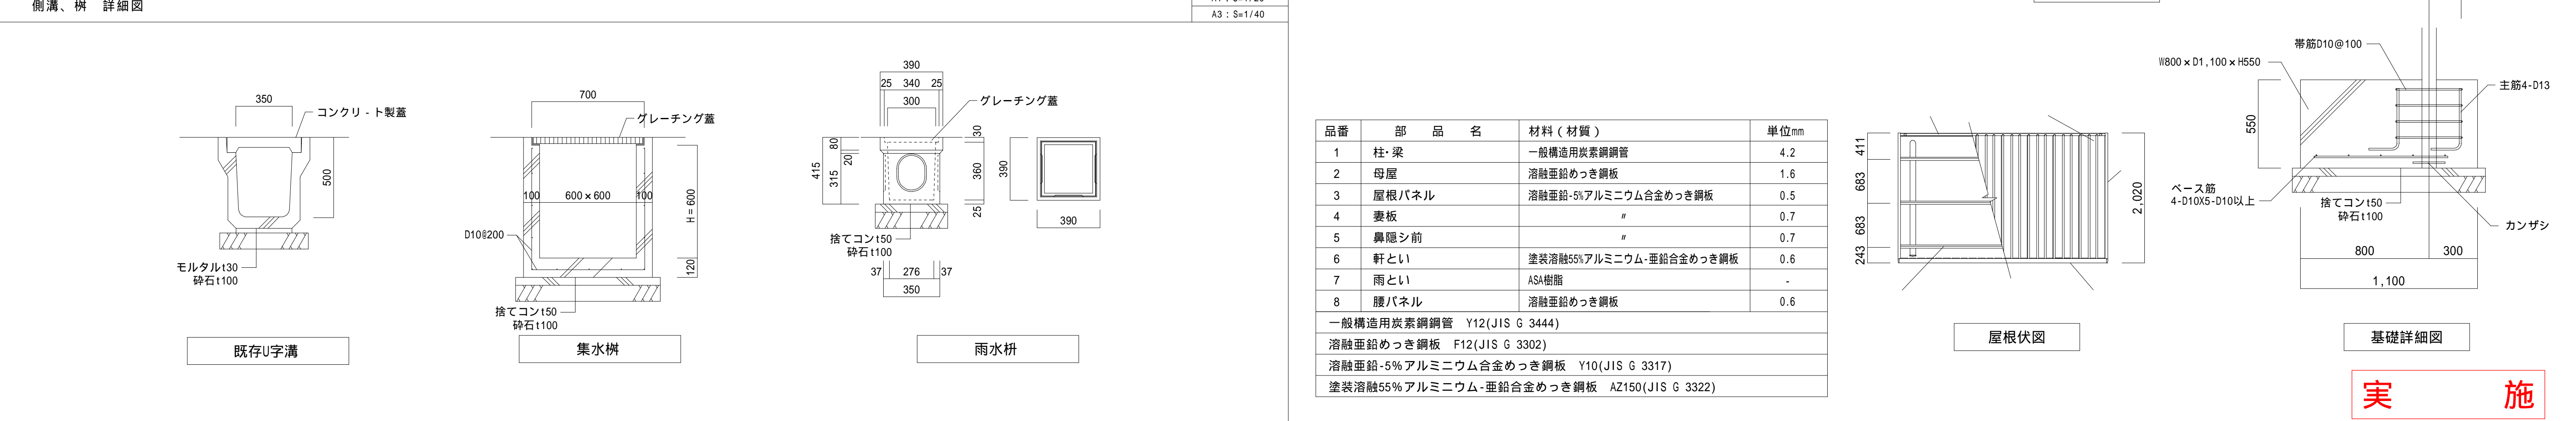 側溝、桝　詳細図
A3 : S=1/40
350
コンクリ - ト製蓋
500
モルタルt30
砕石t100
既存U字溝
700
グレーチング蓋
100
600×600
100
H=600
D10@200
120
捨てコンt50
砕石t100
集水桝
390
25 340 25
300
グレーチング蓋
30
80
20
415
315
360
390
25
捨てコンt50
砕石t100
37 276 37
350
390
雨水枡
品番 部　品　名 材料(材質) 単位㎜
1 柱・梁 一般構造用炭素鋼鋼管 4.2
2 母屋 溶融亜鉛めっき鋼板 1.6
3 屋根パネル 溶融亜鉛-5%アルミニウム合金めっき鋼板 0.5
4 妻板 〃 0.7
5 鼻隠シ前 〃 0.7
6 軒とい 塗装溶融55%アルミニウム-亜鉛合金めっき鋼板 0.6
7 雨とい ASA樹脂 -
8 腰パネル 溶融亜鉛めっき鋼板 0.6
一般構造用炭素鋼鋼管　Y12(JIS G 3444)
溶融亜鉛めっき鋼板　F12(JIS G 3302)
溶融亜鉛-5%アルミニウム合金めっき鋼板　Y10(JIS G 3317)
塗装溶融55%アルミニウム-亜鉛合金めっき鋼板　AZ150(JIS G 3322)
411
683
683
243
2,020
屋根伏図
帯筋D10@100
W800×D1,100×H550
主筋4-D13
550
ベース筋
4-D10X5-D10以上
捨てコンt50
砕石t100
カンザシ
800
300
1,100
基礎詳細図
実　施